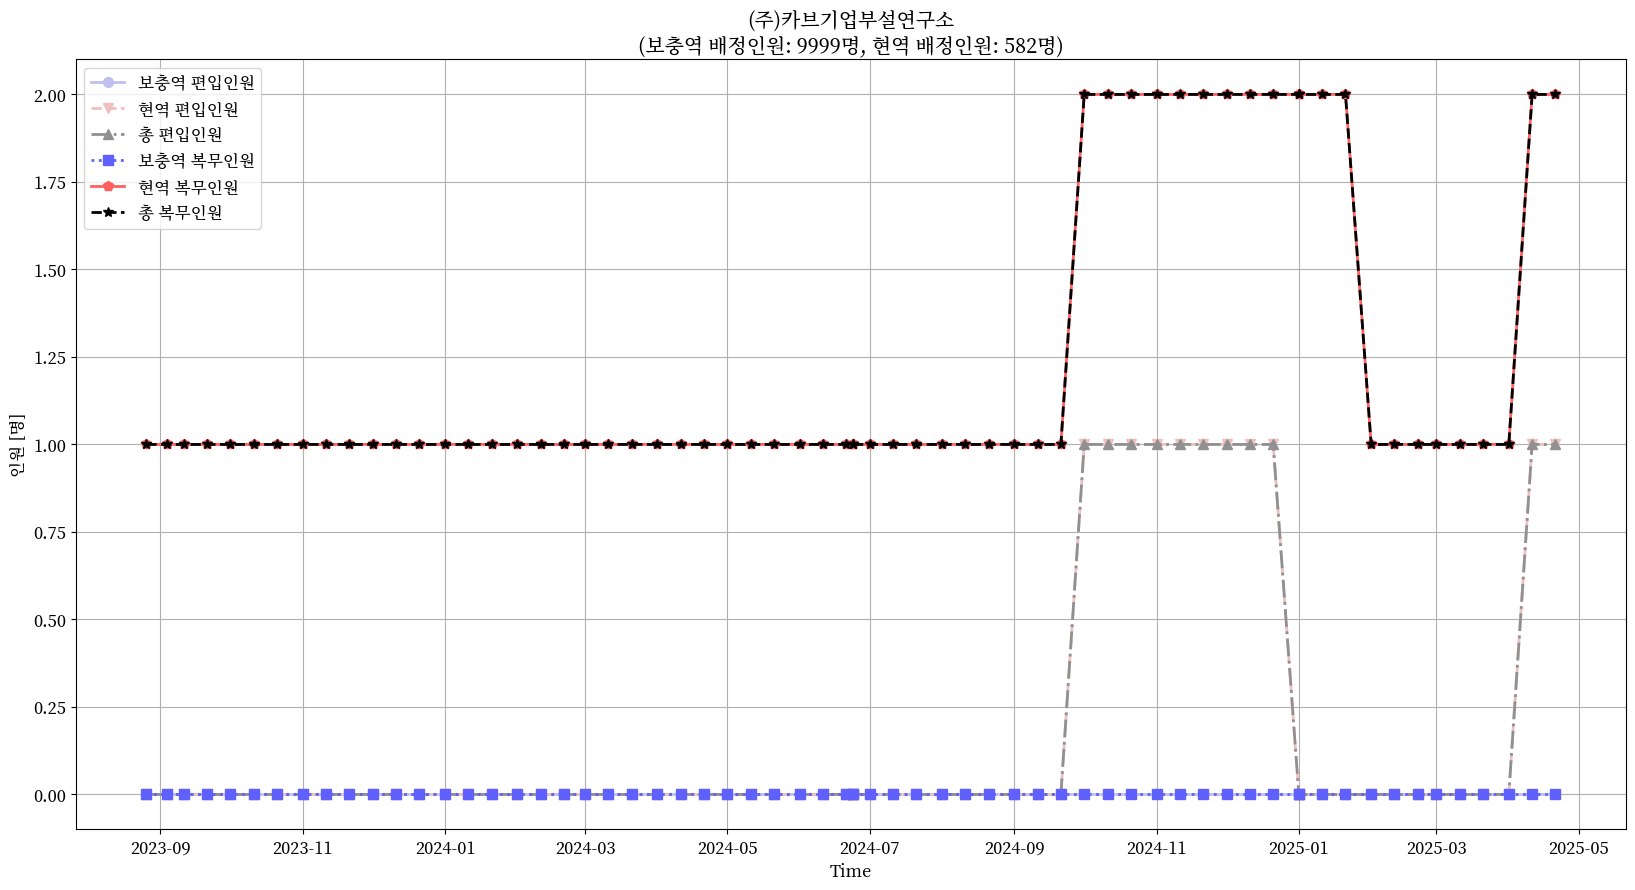 (주)카브기업부설연구소
(보충역 배정인원: 9999명, 현역 배정인원: 582명)
보충역 편입인원
현역 편입인원
총 편입인원
보충역 복무인원
현역 복무인원
총 복무인원
2.00
1.75
1.50
1.25
1.00
0.75
0.50
0.25
0.00
인원 [명]
2023-09 2023-11 2024-01 2024-03 2024-05 2024-07 2024-09 2024-11 2025-01 2025-03 2025-05
Time